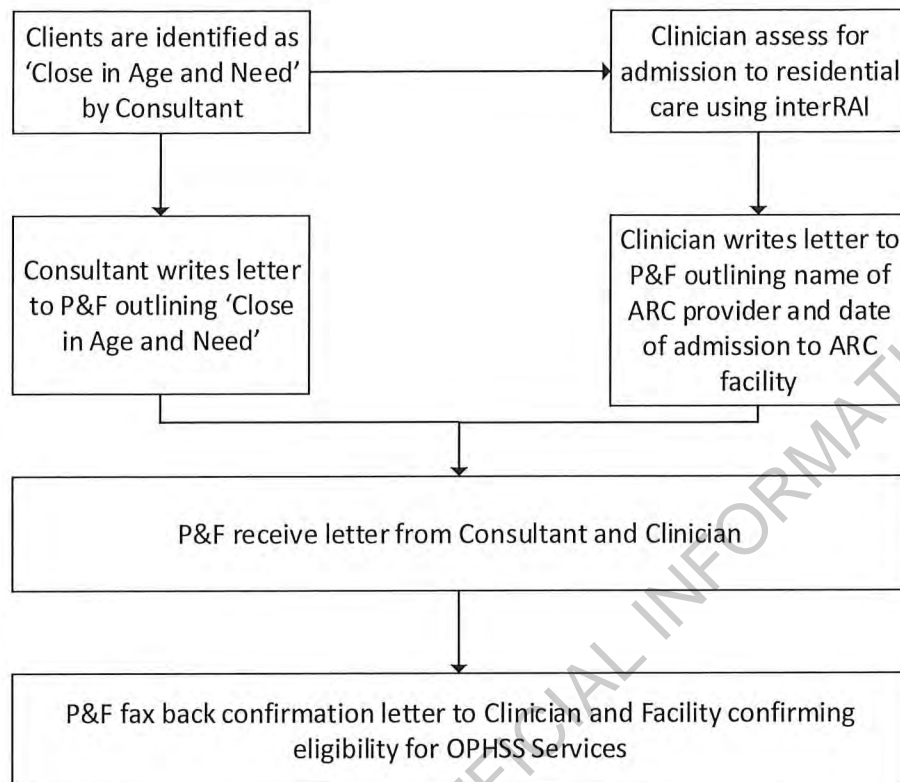 Clients are identified as
'Close in Age and Need'
by Consultant
Clinician assess for
admission to residential
care using interRAI
Consultant writes letter
to P&F outlining 'Close
in Age and Need'
Clinician writes letter to
P&F outlining name of
ARC provider and date
of admission to ARC
facility
P&F receive letter from Consultant and Clinician
P&F fax back confirmation letter to Clinician and Facility confirming
eligibility for OPHSS Services
INFORMATI